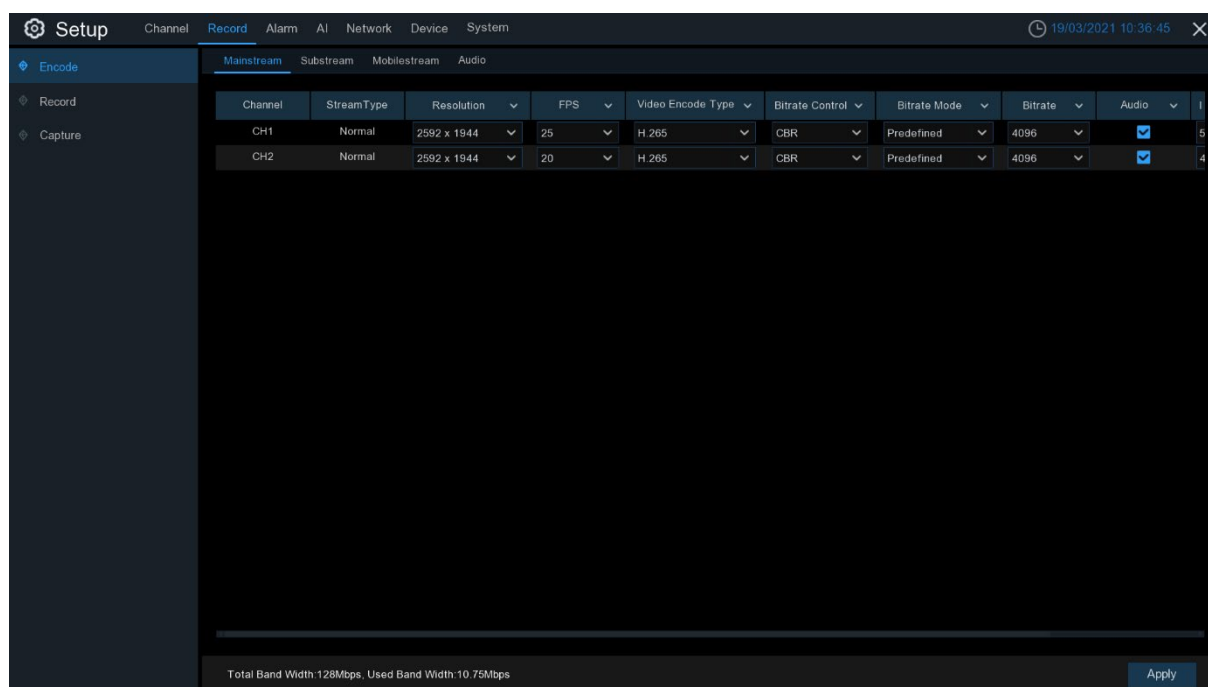 Setup Channel Record Alarm AI Network Device System 19/03/2021 10:36:45
Encode
Record
Capture
Mainstream Substream Mobilestream Audio
Channel StreamType Resolution FPS Video Encode Type Bitrate Control Bitrate Mode Bitrate Audio I
CH1 Normal 2592 x 1944 25 H.265 CBR Predefined 4096 5
CH2 Normal 2592 x 1944 20 H.265 CBR Predefined 4096 4
Total Band Width:128Mbps, Used Band Width:10.75Mbps Apply